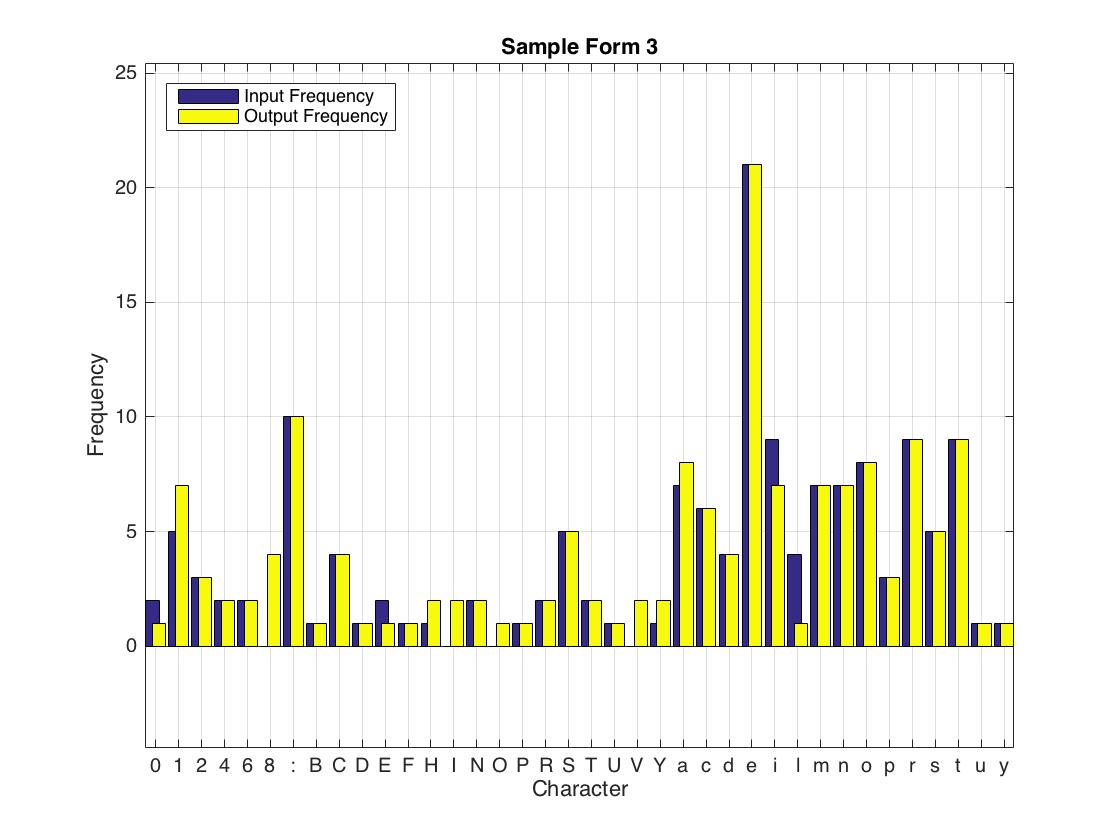 Sample Form 3
Input Frequency
Output Frequency
25
20
15
10
5
0
Frequency
0 1 2 4 6 8 : B C D E F H I N O P R S T U V Y a c d e i l m n o p r s t u y
Character